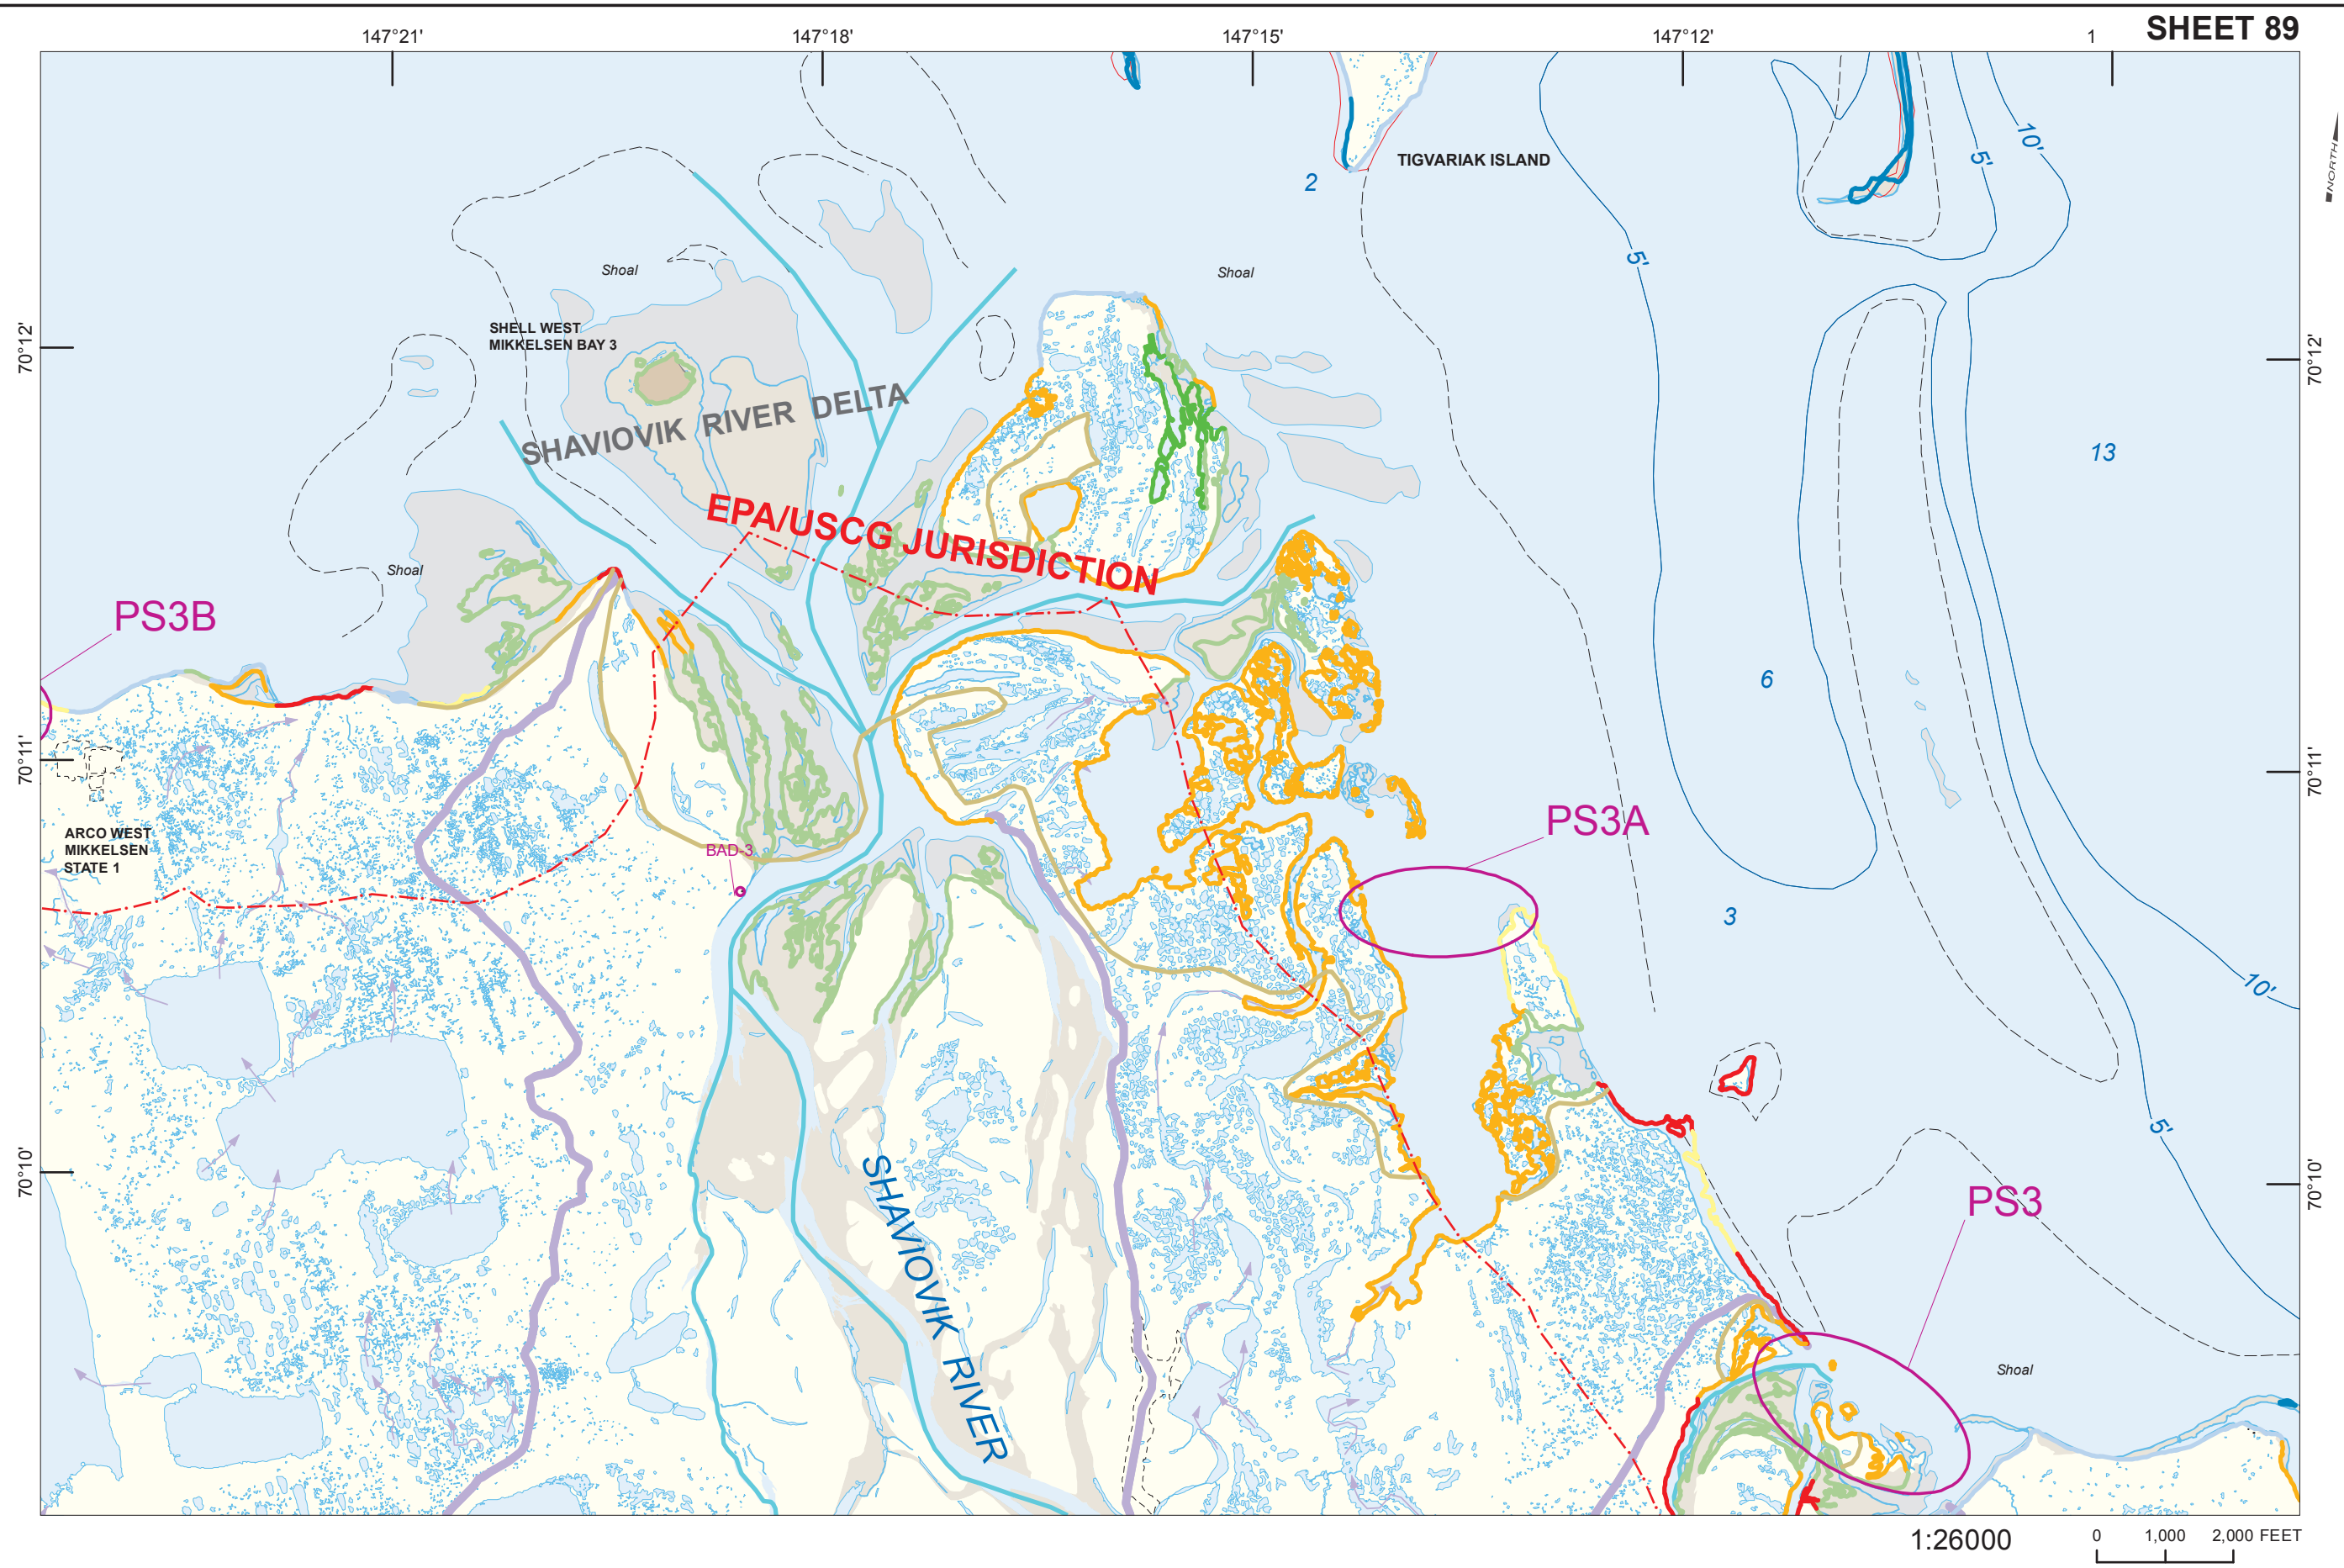 SHEET 89
147°21'
147°18'
147°15'
147°12'
1
NORTH
10'
5'
TIGVARIAK ISLAND
2
5'
Shoal
Shoal
70°12'
SHELL WEST
MIKKELSEN BAY 3
70°12'
SHAVIOVIK RIVER DELTA
13
EPA/USCG JURISDICTION
Shoal
PS3B
6
70°11'
70°11'
PS3A
ARCO WEST
MIKKELSEN
STATE 1
BAD-3
3
10'
5'
70°10'
70°10'
SHAVIOVIK RIVER
PS3
Shoal
1:26000
0 1,000 2,000 FEET